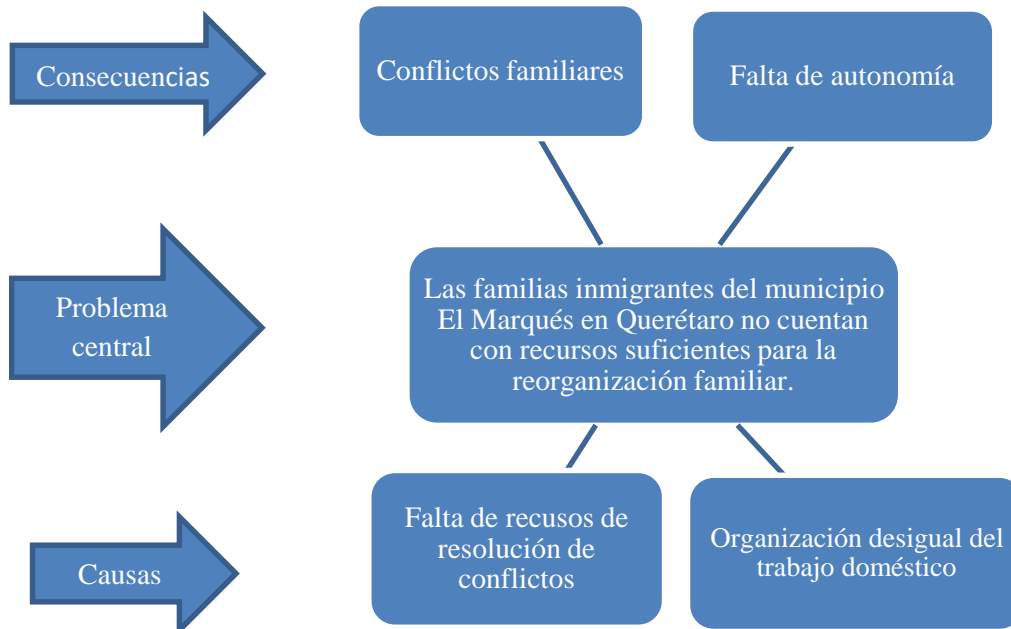 Consecuencias
Conflictos familiares
Falta de autonomía
Problema
central
Las familias inmigrantes del municipio
El Marqués en Querétaro no cuentan
con recursos suficientes para la
reorganización familiar.
Causas
Falta de recusos de
resolución de
conflictos
Organización desigual del
trabajo doméstico